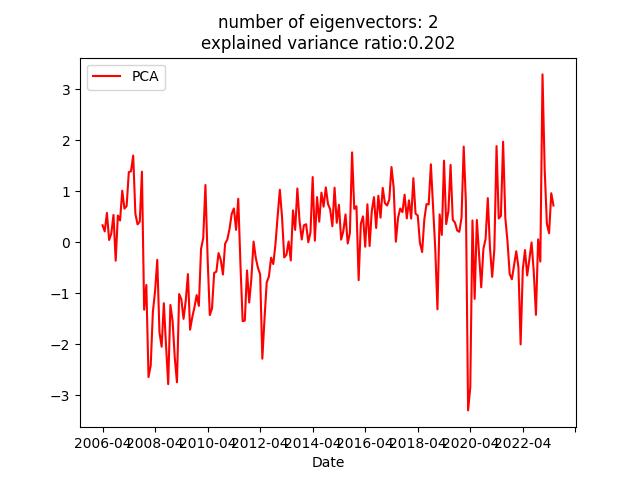 number of eigenvectors: 2
explained variance ratio:0.202
PCA
3
2
1
0
−1
−2
−3
2006-04 2008-04 2010-04 2012-04 2014-04 2016-04 2018-04 2020-04 2022-04
Date